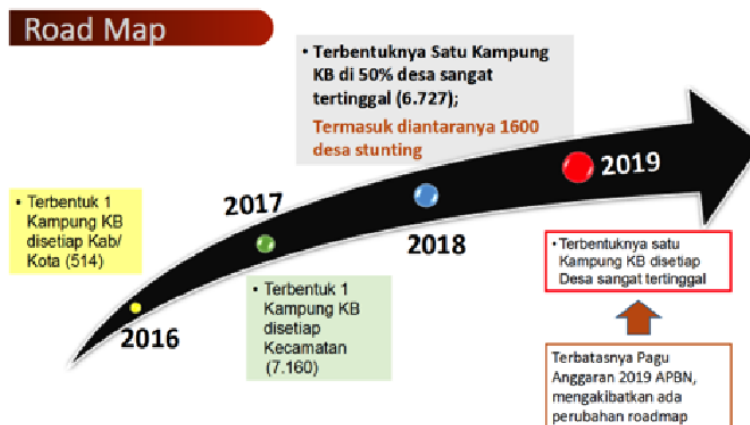 Road Map
• Terbentuknya Satu Kampung
KB di 50% desa sangat
tertinggal (6.727);
Termasuk diantaranya 1600
desa stunting
2019
2017
• Terbentuk 1
Kampung KB
disetiap Kab/
Kota (514)
2018
• Terbentuknya satu
Kampung KB disetiap
Desa sangat tertinggal
2016
• Terbentuk 1
Kampung KB
disetiap
Kecamatan
(7.160)
Terbatasnya Pagu
Anggaran 2019 APBN,
mengakibatkan ada
perubahan roadmap